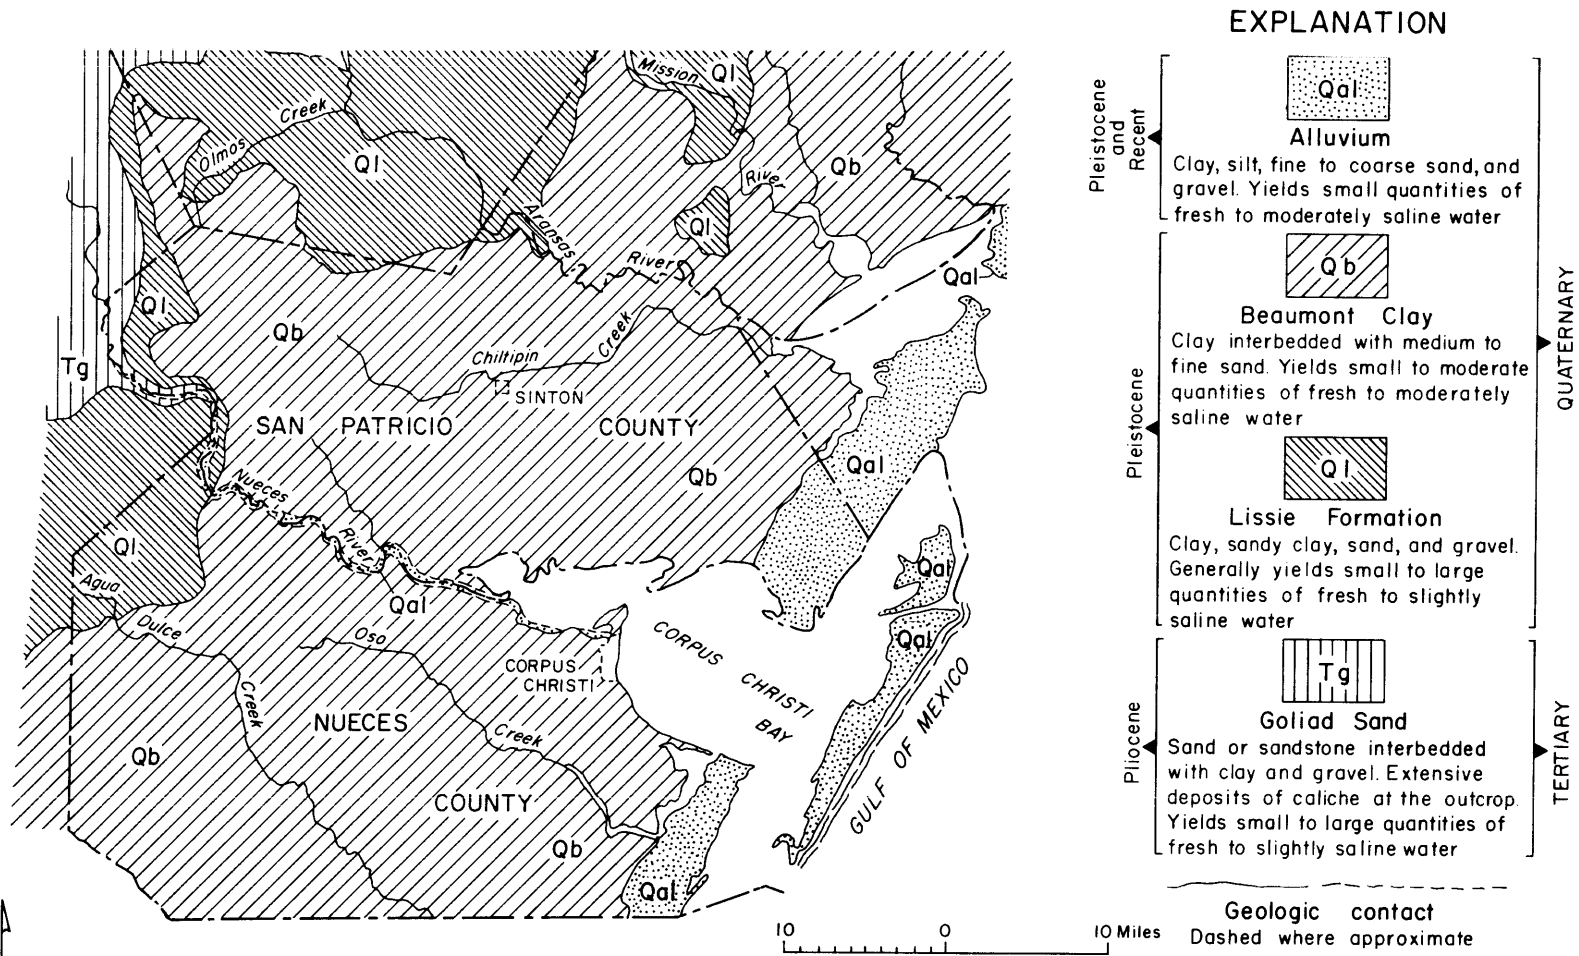 EXPLANATION
Pleistocene
and
Recent
Qal
Alluvium
Clay, silt, fine to coarse sand, and
gravel. Yields small quantities of
fresh to moderately saline water
Pleistocene
Qb
Beaumont Clay
Clay interbedded with medium to
fine sand. Yields small to moderate
quantities of fresh to moderately
saline water
Ql
Lissie Formation
Clay, sandy clay, sand, and gravel.
Generally yields small to large
quantities of fresh to slightly
saline water
QUATERNARY
Pliocene
Tg
Goliad Sand
Sand or sandstone interbedded
with clay and gravel. Extensive
deposits of caliche at the outcrop.
Yields small to large quantities of
fresh to slightly saline water
TERTIARY
Geologic contact
Dashed where approximate
Mission
Ql
Creek
Olmos
Ql
River
Qb
Aransas
Ql
River
Qal
Ql
Qb
Creek
Chiltipin
Tg
SINTON
SAN PATRICIO COUNTY
Qal
Qb
Nueces
River
Ql
Qal
Agua
Qal
Dulce
Oso
Qal
CORPUS
CHRISTI
CORPUS
CHRISTI
BAY
Creek
NUECES
Creek
GULF OF MEXICO
Qb
COUNTY
Qb
Qal
10 0 10 Miles